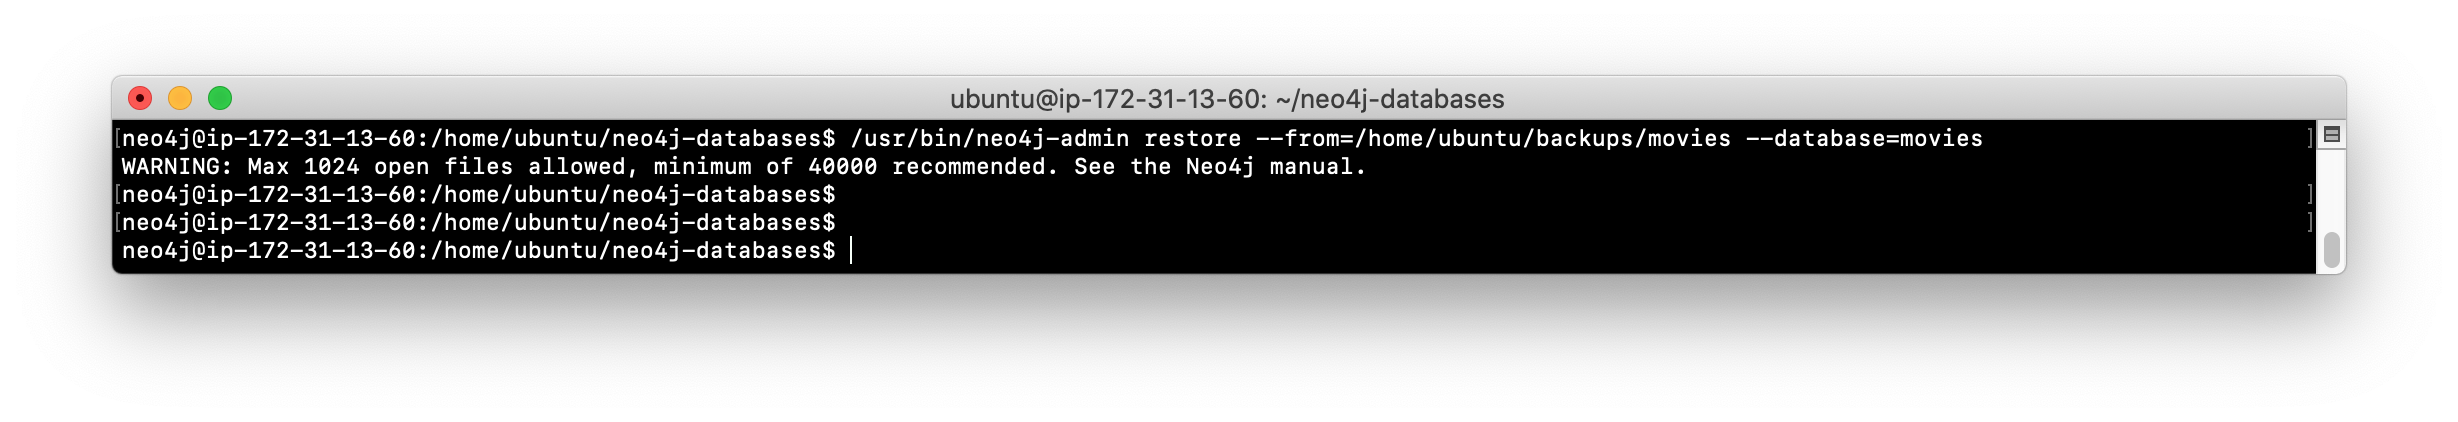 ubuntu@ip-172-31-13-60: ~/neo4j-databases
[neo4j@ip-172-31-13-60:/home/ubuntu/neo4j-databases$ /usr/bin/neo4j-admin restore --from=/home/ubuntu/backups/movies --database=movies ]
WARNING: Max 1024 open files allowed, minimum of 40000 recommended. See the Neo4j manual.
[neo4j@ip-172-31-13-60:/home/ubuntu/neo4j-databases$ ]
[neo4j@ip-172-31-13-60:/home/ubuntu/neo4j-databases$ ]
neo4j@ip-172-31-13-60:/home/ubuntu/neo4j-databases$